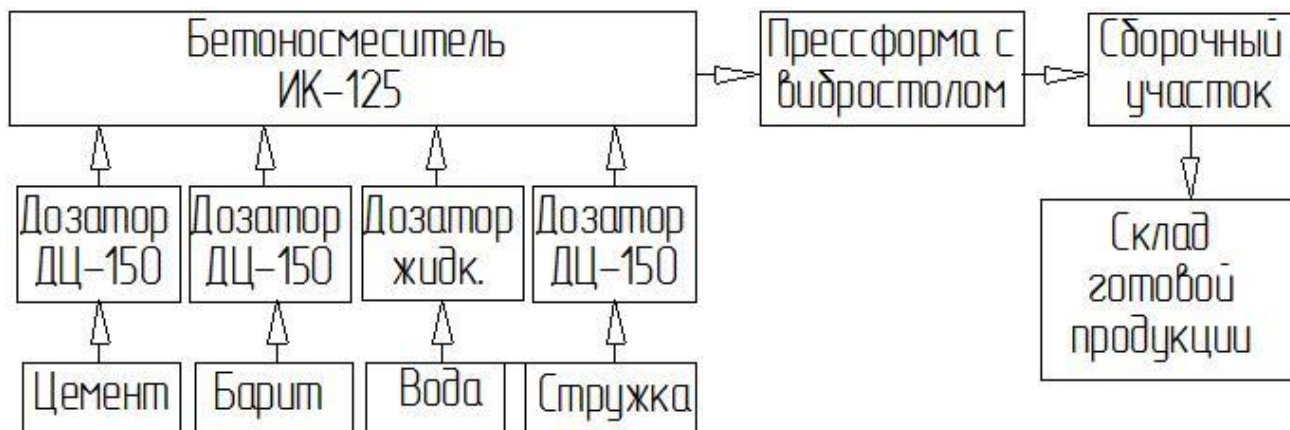 Бетоносмеситель
ИК-125
Прессформа с
вибростолом
Сборочный
участок
Дозатор
ДЦ-150
Дозатор
ДЦ-150
Дозатор
жидк.
Дозатор
ДЦ-150
Склад
готовой
продукции
Цемент
Барит
Вода
Стружка